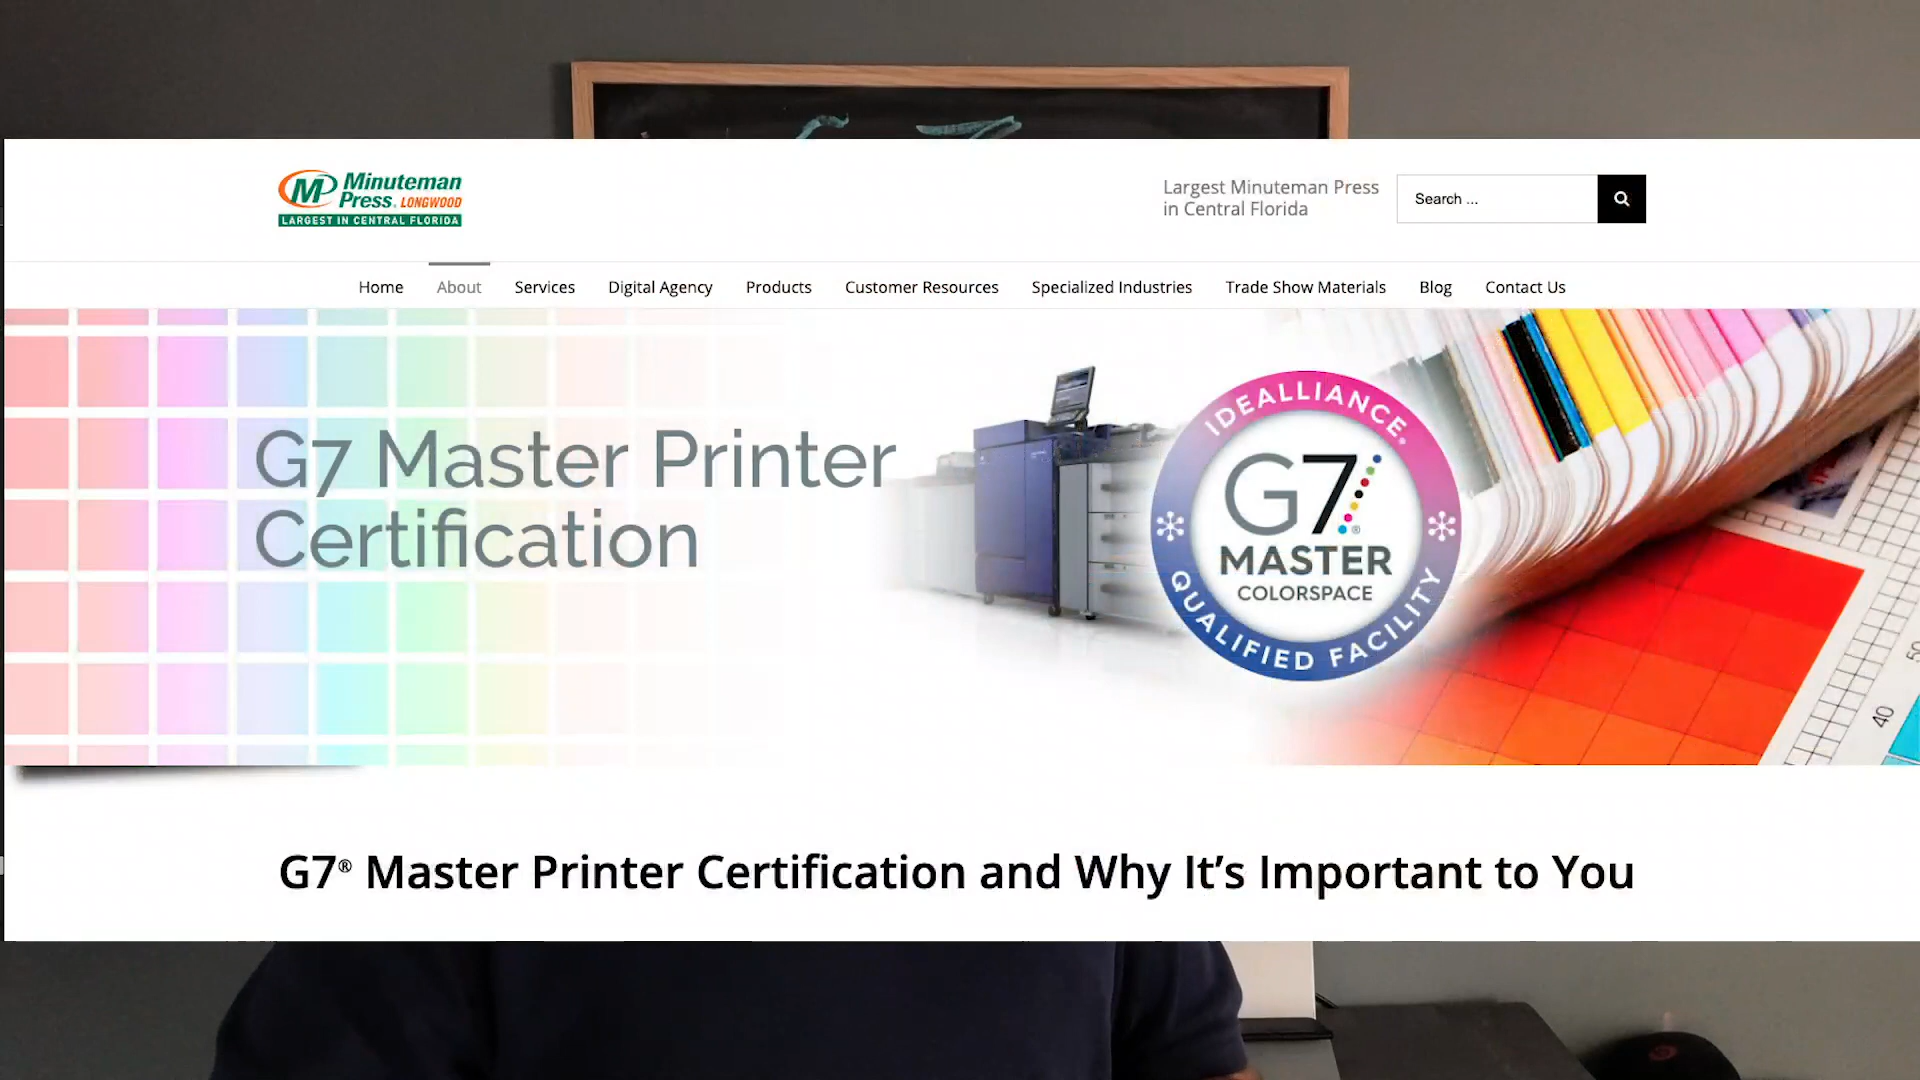 Minuteman
Press. LONGWOOD
LARGEST IN CENTRAL FLORIDA
Largest Minuteman Press
in Central Florida
Search ...
Home About Services Digital Agency Products Customer Resources Specialized Industries Trade Show Materials Blog Contact Us
G7 Master Printer
Certification
IDEALLIANCE®
G7®
MASTER
COLORSPACE
QUALIFIED FACILITY
40
G7® Master Printer Certification and Why It’s Important to You